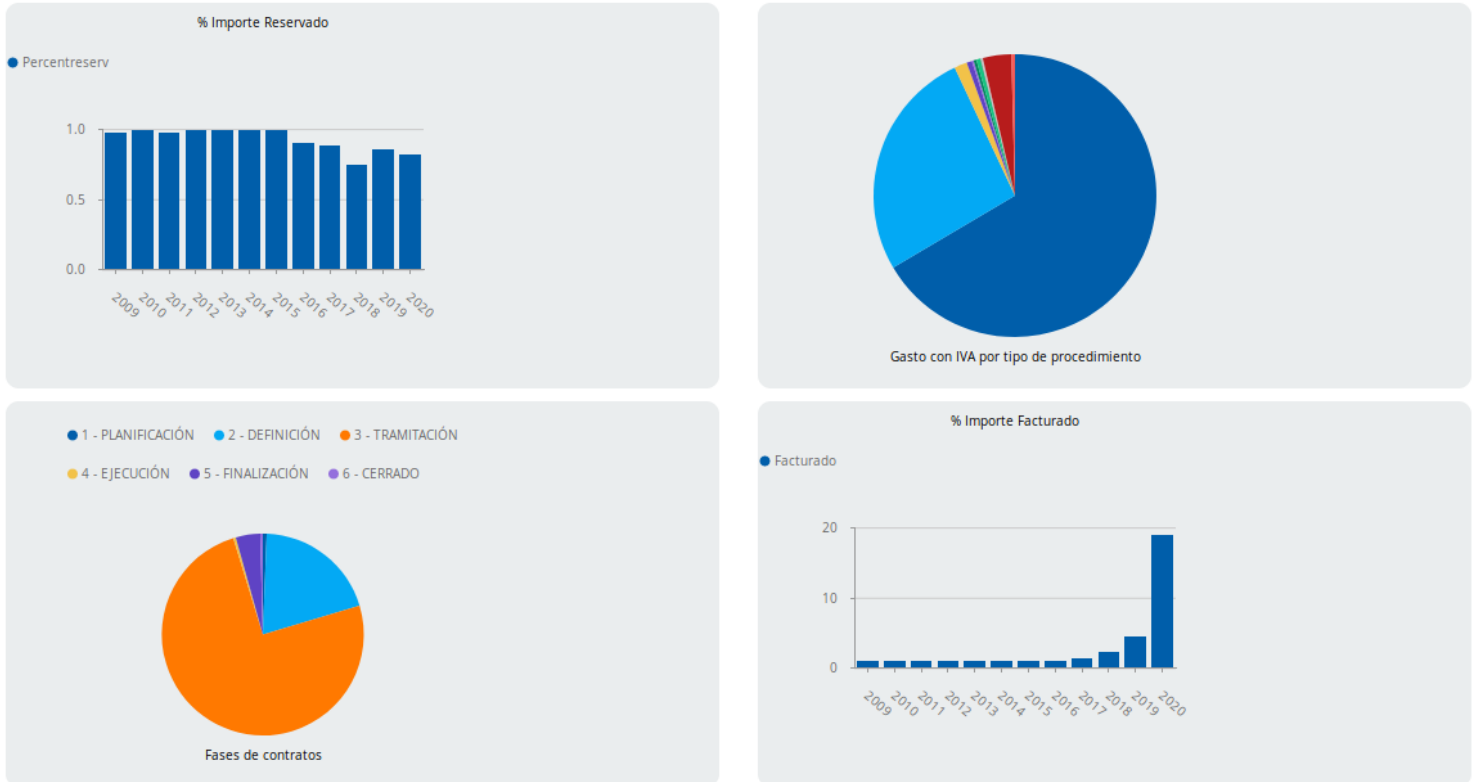 % Importe Reservado
Percentreserv
1.0
0.5
0.0
2009 2010 2011 2012 2013 2014 2015 2016 2017 2018 2019 2020
Gasto con IVA por tipo de procedimiento
1 - PLANIFICACIÓN 2 - DEFINICIÓN 3 - TRAMITACIÓN
4 - EJECUCIÓN 5 - FINALIZACIÓN 6 - CERRADO
Fases de contratos
% Importe Facturado
Facturado
20
10
0
2009 2010 2011 2012 2013 2014 2015 2016 2017 2018 2019 2020